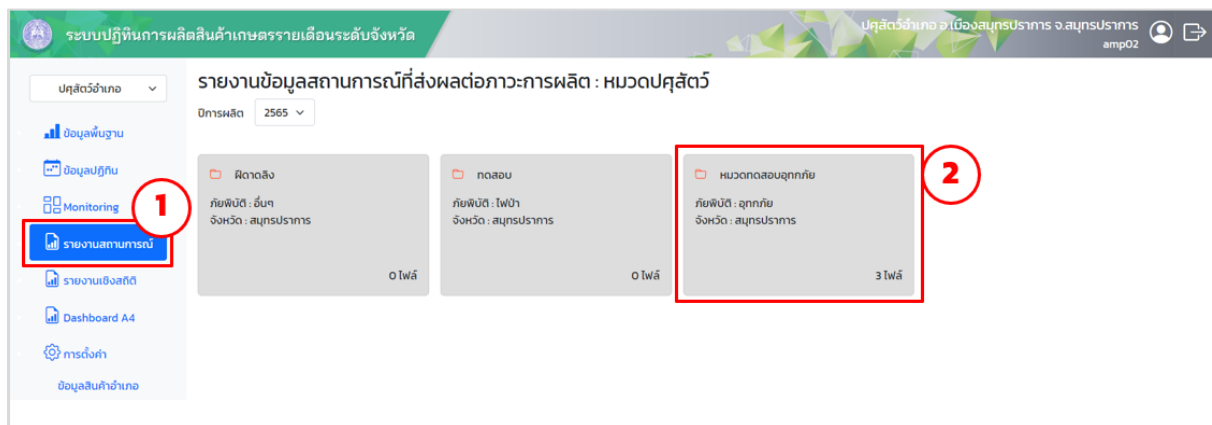 ระบบปฏิทินการผลิตสินค้าเกษตรรายเดือนระดับจังหวัด
ปศุสัตว์อำเภอ อ.เมืองสมุทรปราการ จ.สมุทรปราการ
amp02
ปศุสัตว์อำเภอ
รายงานข้อมูลสถานการณ์ที่ส่งผลต่อภาวะการผลิต : หมวดปศุสัตว์
ปีการผลิต 2565
ข้อมูลพื้นฐาน
ข้อมูลปฏิทิน
Monitoring
1
รายงานสถานการณ์
รายงานเชิงสถิติ
Dashboard A4
การตั้งค่า
ข้อมูลสินค้าอำเภอ
ฝีดาดลิง
ภัยพิบัติ : อื่นๆ
จังหวัด : สมุทรปราการ
0 ไฟล์
ทดสอบ
ภัยพิบัติ : ไฟป่า
จังหวัด : สมุทรปราการ
0 ไฟล์
หมวดทดสอบอุทกภัย
ภัยพิบัติ : อุทกภัย
จังหวัด : สมุทรปราการ
3 ไฟล์
2